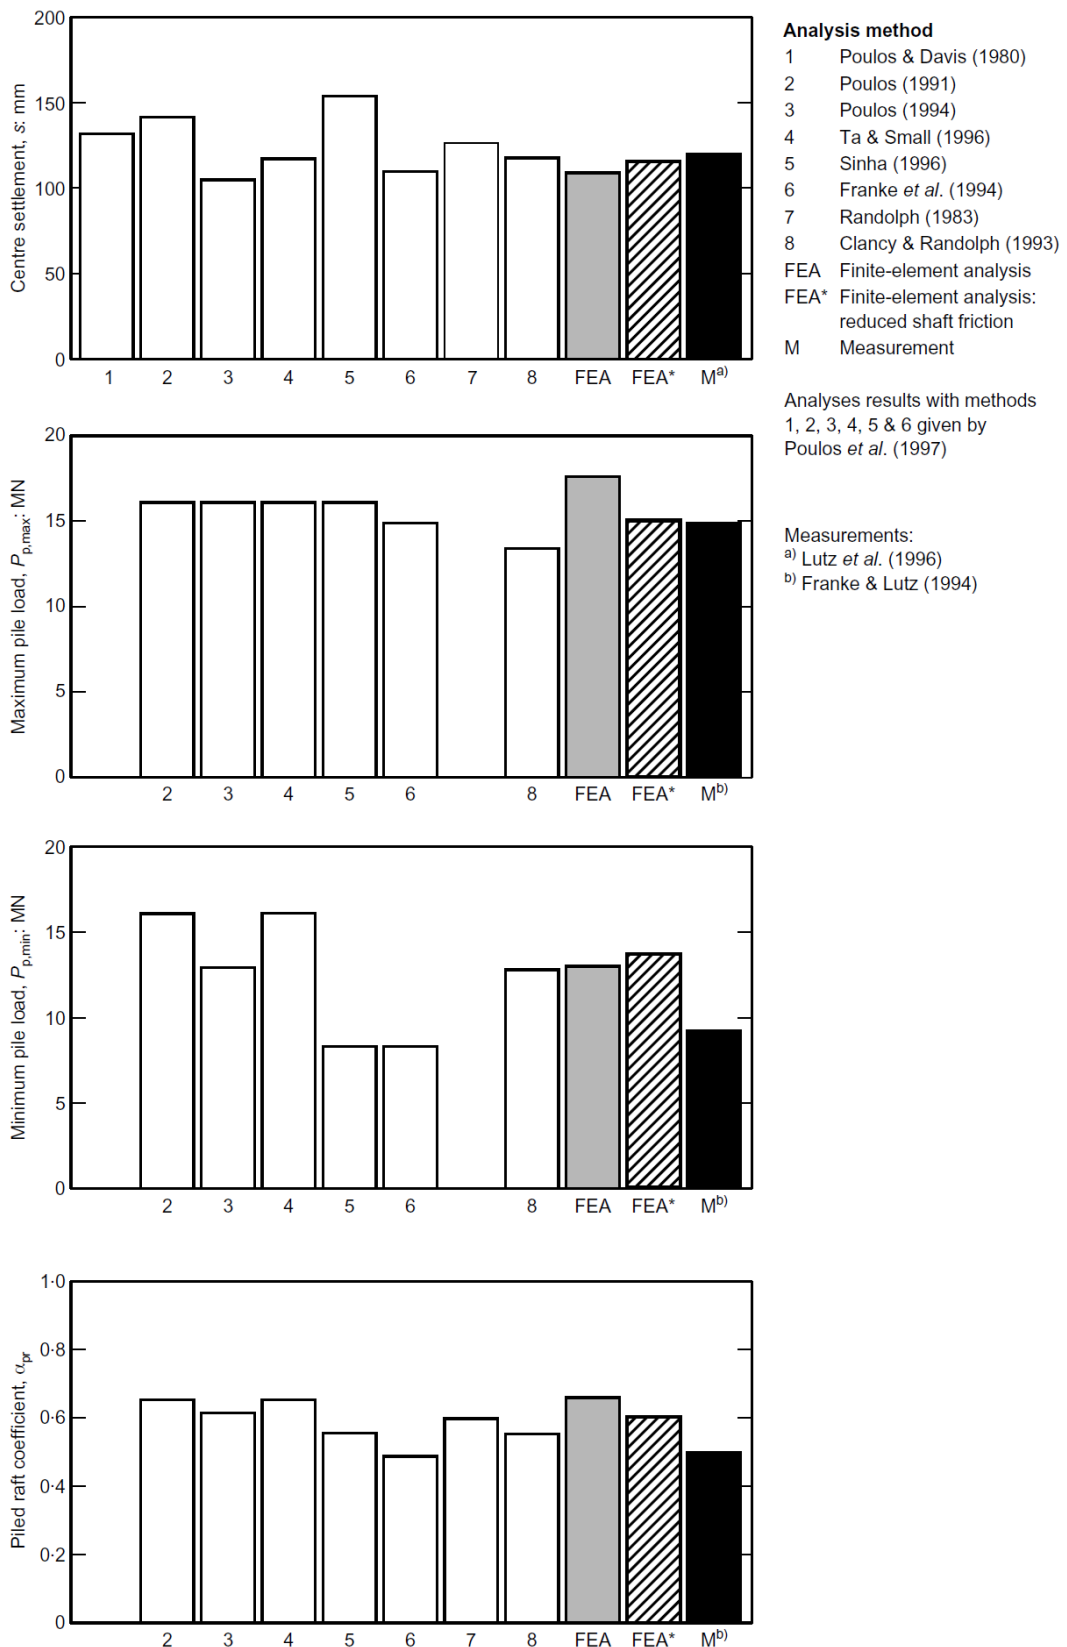 200
150
100
50
0
Centre settlement, s: mm
1 2 3 4 5 6 7 8 FEA FEA* Mᵃ⁾
Analysis method
1 Poulos & Davis (1980)
2 Poulos (1991)
3 Poulos (1994)
4 Ta & Small (1996)
5 Sinha (1996)
6 Franke et al. (1994)
7 Randolph (1983)
8 Clancy & Randolph (1993)
FEA Finite-element analysis
FEA* Finite-element analysis:
reduced shaft friction
M Measurement
Analyses results with methods
1, 2, 3, 4, 5 & 6 given by
Poulos et al. (1997)
Measurements:
ᵃ⁾ Lutz et al. (1996)
ᵇ⁾ Franke & Lutz (1994)
20
15
10
5
0
Maximum pile load, Pp,max: MN
2 3 4 5 6 8 FEA FEA* Mᵇ⁾
20
15
10
5
0
Minimum pile load, Pp,min: MN
2 3 4 5 6 8 FEA FEA* Mᵇ⁾
1·0
0·8
0·6
0·4
0·2
0
Piled raft coefficient, αpr
2 3 4 5 6 7 8 FEA FEA* Mᵇ⁾